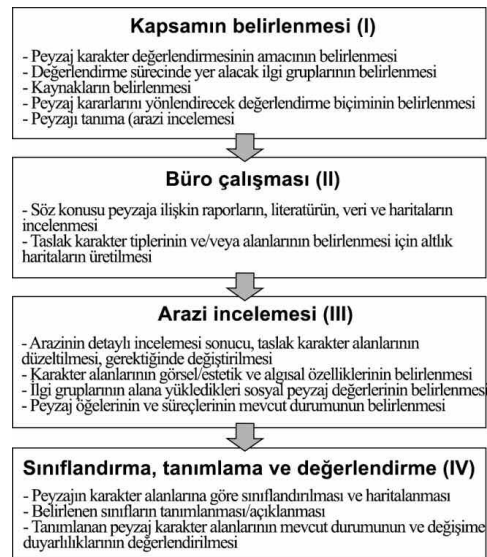 Kapsamın belirlenmesi (I)
- Peyzaj karakter değerlendirmesinin amacının belirlenmesi
- Değerlendirme sürecinde yer alacak ilgi gruplarının belirlenmesi
- Kaynakların belirlenmesi
- Peyzaj kararlarını yönlendirecek değerlendirme biçiminin belirlenmesi
- Peyzajı tanıma (arazi incelemesi
Büro çalışması (II)
- Söz konusu peyzaja ilişkin raporların, literatürün, veri ve haritaların
incelenmesi
- Taslak karakter tiplerinin ve/veya alanlarının belirlenmesi için altlık
haritaların üretilmesi
Arazi incelemesi (III)
- Arazinin detaylı incelemesi sonucu, taslak karakter alanlarının
düzeltilmesi, gerektiğinde değiştirilmesi
- Karakter alanlarının görsel/estetik ve algısal özelliklerinin belirlenmesi
- İlgi gruplarının alana yükledikleri sosyal peyzaj değerlerinin belirlenmesi
- Peyzaj öğelerinin ve süreçlerinin mevcut durumunun belirlenmesi
Sınıflandırma, tanımlama ve değerlendirme (IV)
- Peyzajın karakter alanlarına göre sınıflandırılması ve haritalanması
- Belirlenen sınıfların tanımlanması/açıklanması
- Tanımlanan peyzaj karakter alanlarının mevcut durumunun ve değişime
duyarlılıklarının değerlendirilmesi